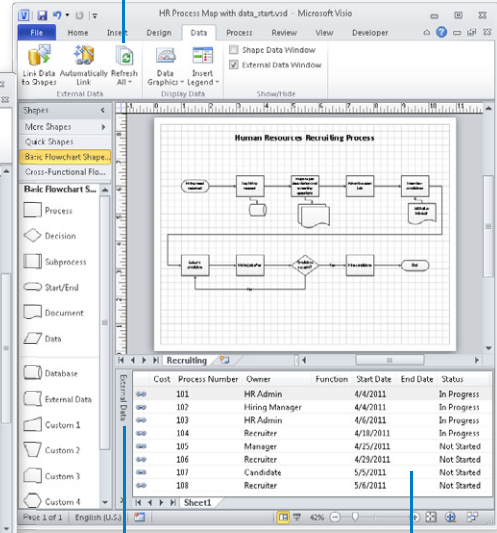 HR Process Map with data_start.vsd - Microsoft Visio
File Home Insert Design Data Process Review View Developer
Link Data to Shapes
Automatically Link
Refresh All
External Data
Data Graphics
Insert Legend
Display Data
Shape Data Window
External Data Window
Show/Hide
Shapes
More Shapes
Quick Shapes
Basic Flowchart Shape...
Cross-Functional Flo...
Basic Flowchart S...
Process
Decision
Subprocess
Start/End
Document
Data
Database
External Data
Custom 1
Custom 2
Custom 3
Custom 4
Human Resources Recruiting Process
Yes
No
End
Recruiting
External Data
Cost Process Number Owner Function Start Date End Date Status
101 HR Admin 4/4/2011 In Progress
102 Hiring Manager 4/4/2011 In Progress
103 HR Admin 4/6/2011 In Progress
104 Recruiter 4/18/2011 In Progress
105 Manager 4/25/2011 Not Started
106 Recruiter 4/29/2011 Not Started
107 Candidate 5/5/2011 Not Started
108 Recruiter 5/6/2011 Not Started
Sheet1
Page 1 of 1 English (U.S.) 42%